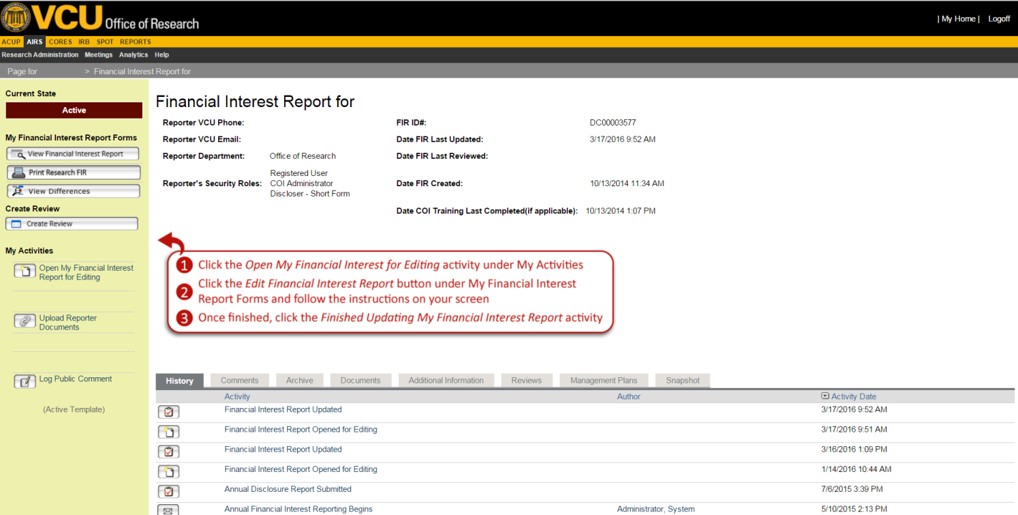 VCU Office of Research
| My Home | Logoff
ACUP AIRS CORES IRB SPOT REPORTS
Research Administration Meetings Analytics Help
Page for > Financial Interest Report for
Current State
Active
My Financial Interest Report Forms
View Financial Interest Report
Print Research FIR
View Differences
Create Review
Create Review
My Activities
Open My Financial Interest
Report for Editing
Upload Reporter
Documents
Log Public Comment
(Active Template)
Financial Interest Report for
Reporter VCU Phone: FIR ID#: DC00003577
Reporter VCU Email: Date FIR Last Updated: 3/17/2016 9:52 AM
Reporter Department: Office of Research Date FIR Last Reviewed:
Registered User
Reporter's Security Roles: COI Administrator Date FIR Created: 10/13/2014 11:34 AM
Discloser - Short Form
Date COI Training Last Completed(if applicable): 10/13/2014 1:07 PM
1 Click the Open My Financial Interest for Editing activity under My Activities
2 Click the Edit Financial Interest Report button under My Financial Interest
Report Forms and follow the instructions on your screen
3 Once finished, click the Finished Updating My Financial Interest Report activity
History Comments Archive Documents Additional Information Reviews Management Plans Snapshot
Activity Author Activity Date
Financial Interest Report Updated 3/17/2016 9:52 AM
Financial Interest Report Opened for Editing 3/17/2016 9:51 AM
Financial Interest Report Updated 3/16/2016 1:09 PM
Financial Interest Report Opened for Editing 1/14/2016 10:44 AM
Annual Disclosure Report Submitted 7/6/2015 3:39 PM
Annual Financial Interest Reporting Begins Administrator, System 5/10/2015 2:13 PM